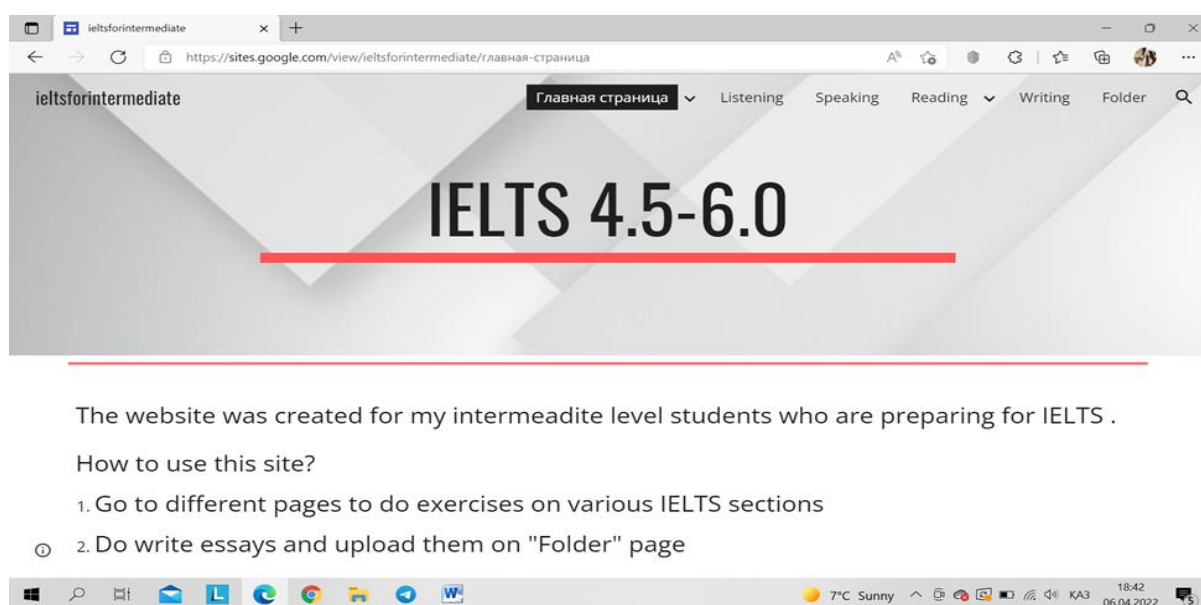 ieltsforintermediate
https://sites.google.com/view/ieltsforintermediate/главная-страница
ieltsforintermediate Главная страница Listening Speaking Reading Writing Folder
IELTS 4.5-6.0
The website was created for my intermeadite level students who are preparing for IELTS .
How to use this site?
1. Go to different pages to do exercises on various IELTS sections
2. Do write essays and upload them on "Folder" page
7°C Sunny ҚАЗ 18:42
06.04.2022